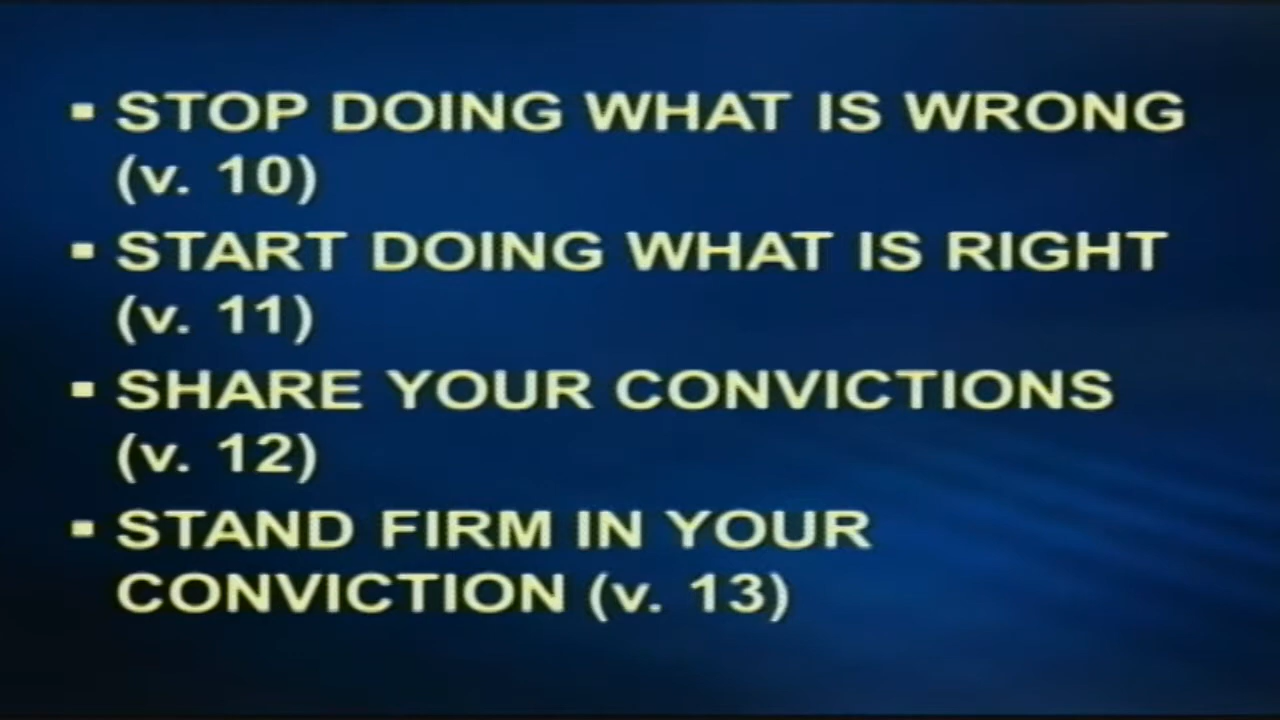 ▪ STOP DOING WHAT IS WRONG
(v. 10)
▪ START DOING WHAT IS RIGHT
(v. 11)
▪ SHARE YOUR CONVICTIONS
(v. 12)
▪ STAND FIRM IN YOUR
CONVICTION (v. 13)